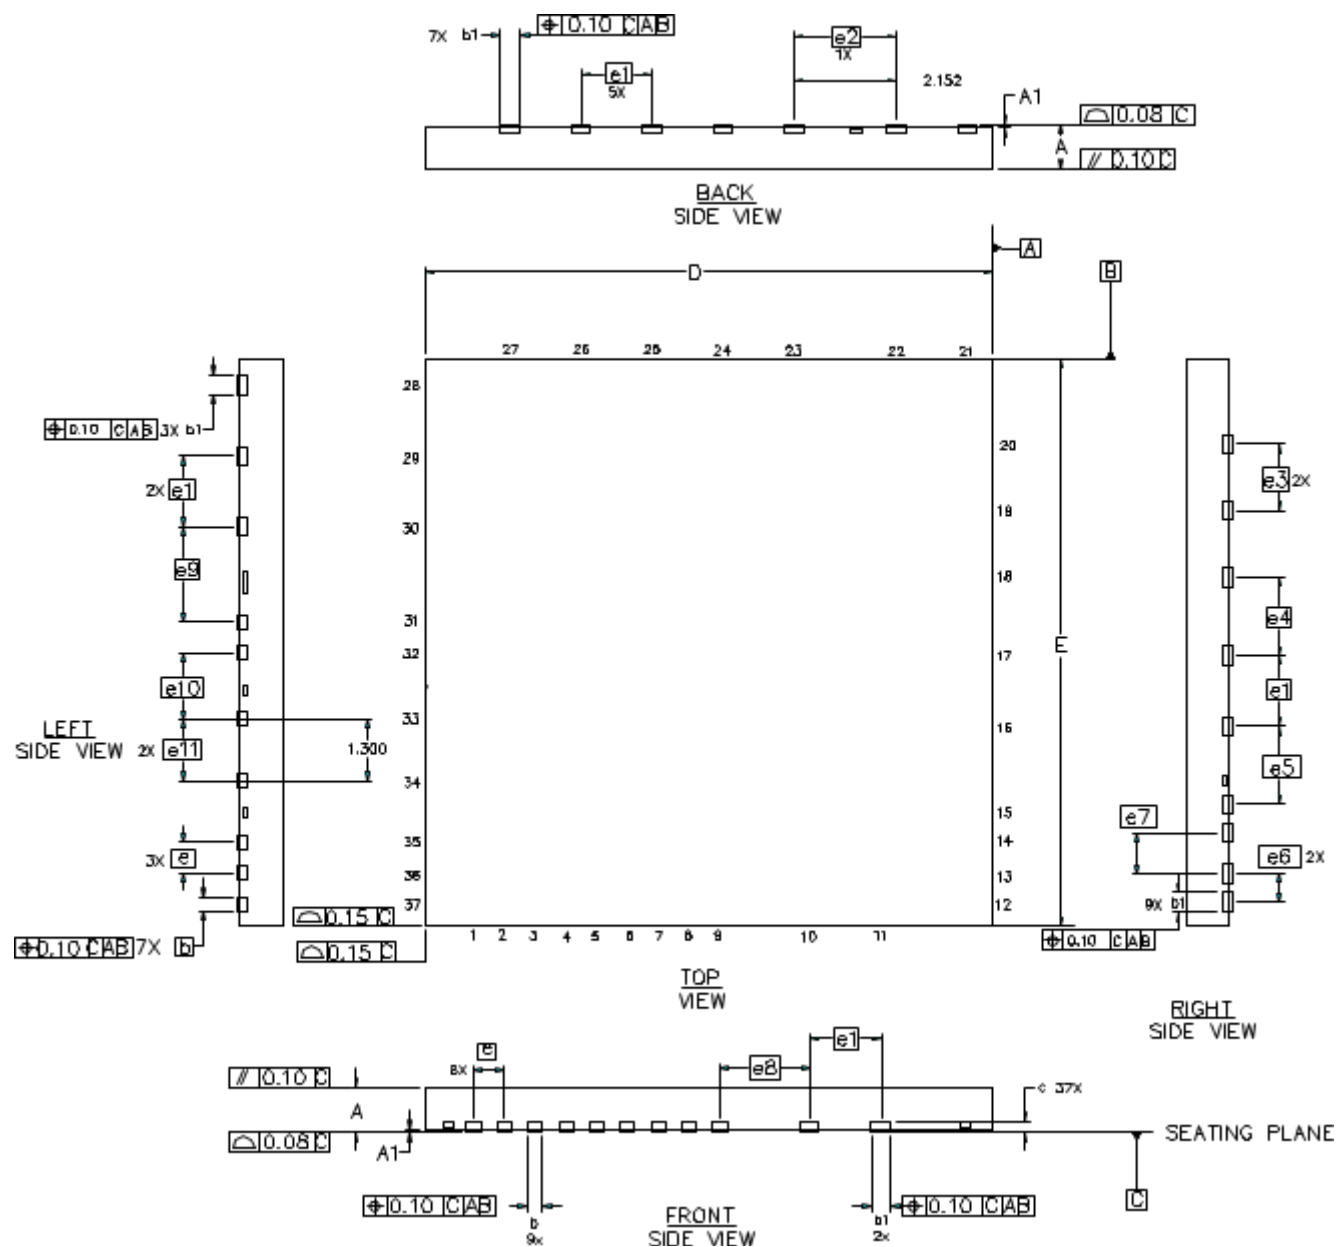 7X b1 ⌖ 0.10 C A B
e2
1X
e1
5X
2.152
A1
⌓ 0.08 C
A
// 0.10 C
BACK
SIDE VIEW
A
D
B
27 26 25 24 23 22 21
28
⌖ 0.10 C A B 3X b1
20
29
e3 2X
2X e1
19
30
e9
18
e4
31
E
32
17
e10
e1
33
16
LEFT
SIDE VIEW
2X e11
1.300
e5
34
15
e7
35
14
3X e
e6 2X
36
13
37
12
9X b1
⌓ 0.15 C
⌖ 0.10 C A B 7X b
⌓ 0.15 C
1 2 3 4 5 6 7 8 9 10 11
⌖ 0.10 C A B
TOP
VIEW
RIGHT
SIDE VIEW
e
8X
e8
e1
// 0.10 C
A
c 37X
⌓ 0.08 C
A1
SEATING PLANE
C
⌖ 0.10 C A B
b
9x
FRONT
SIDE VIEW
b1
2x
⌖ 0.10 C A B